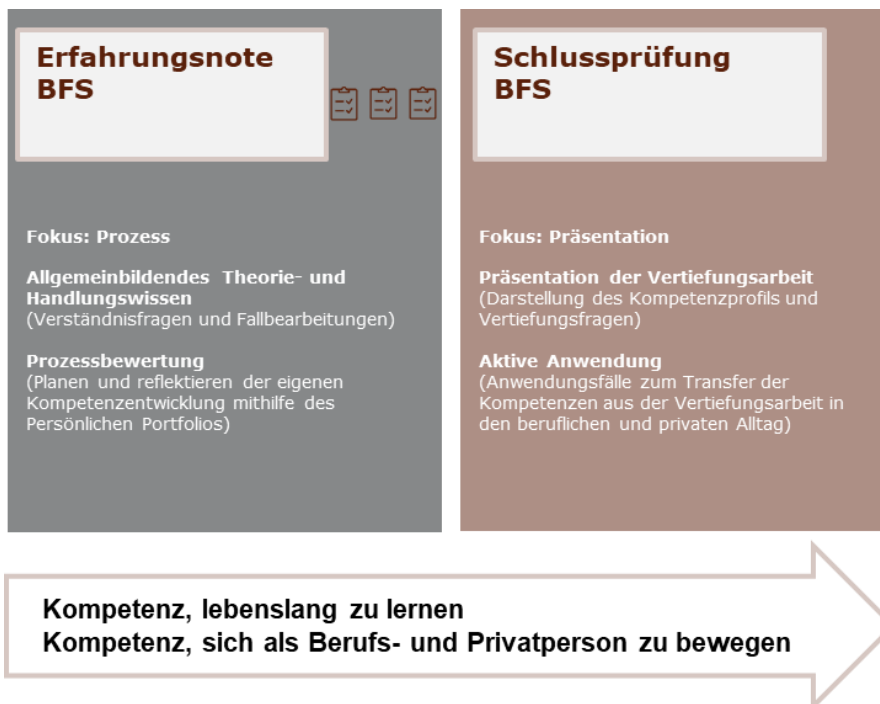 Erfahrungsnote
BFS
Fokus: Prozess
Allgemeinbildendes Theorie- und
Handlungswissen
(Verständnisfragen und Fallbearbeitungen)
Prozessbewertung
(Planen und reflektieren der eigenen
Kompetenzentwicklung mithilfe des
Persönlichen Portfolios)
Schlussprüfung
BFS
Fokus: Präsentation
Präsentation der Vertiefungsarbeit
(Darstellung des Kompetenzprofils und
Vertiefungsfragen)
Aktive Anwendung
(Anwendungsfälle zum Transfer der
Kompetenzen aus der Vertiefungsarbeit in
den beruflichen und privaten Alltag)
Kompetenz, lebenslang zu lernen
Kompetenz, sich als Berufs- und Privatperson zu bewegen